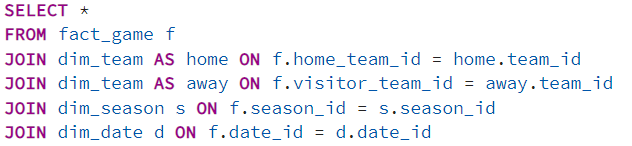 SELECT *
FROM fact_game f
JOIN dim_team AS home ON f.home_team_id = home.team_id
JOIN dim_team AS away ON f.visitor_team_id = away.team_id
JOIN dim_season s ON f.season_id = s.season_id
JOIN dim_date d ON f.date_id = d.date_id